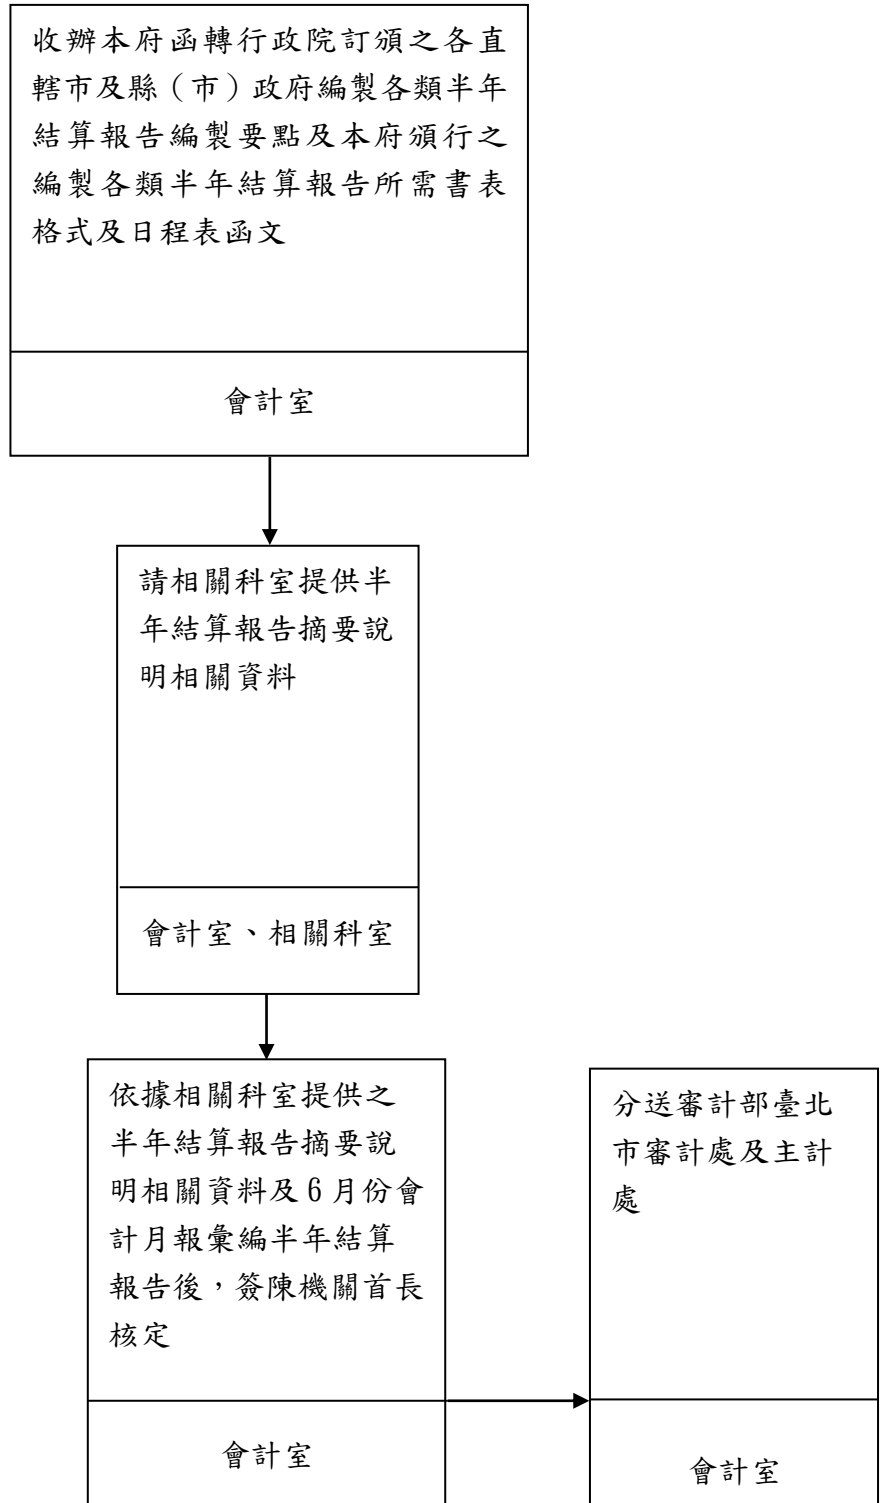 收辦本府函轉行政院訂頒之各直
轄市及縣（市）政府編製各類半年
結算報告編製要點及本府頒行之
編製各類半年結算報告所需書表
格式及日程表函文
會計室
請相關科室提供半
年結算報告摘要說
明相關資料
會計室、相關科室
依據相關科室提供之
半年結算報告摘要說
明相關資料及6月份會
計月報彙編半年結算
報告後，簽陳機關首長
核定
會計室
分送審計部臺北
市審計處及主計
處
會計室